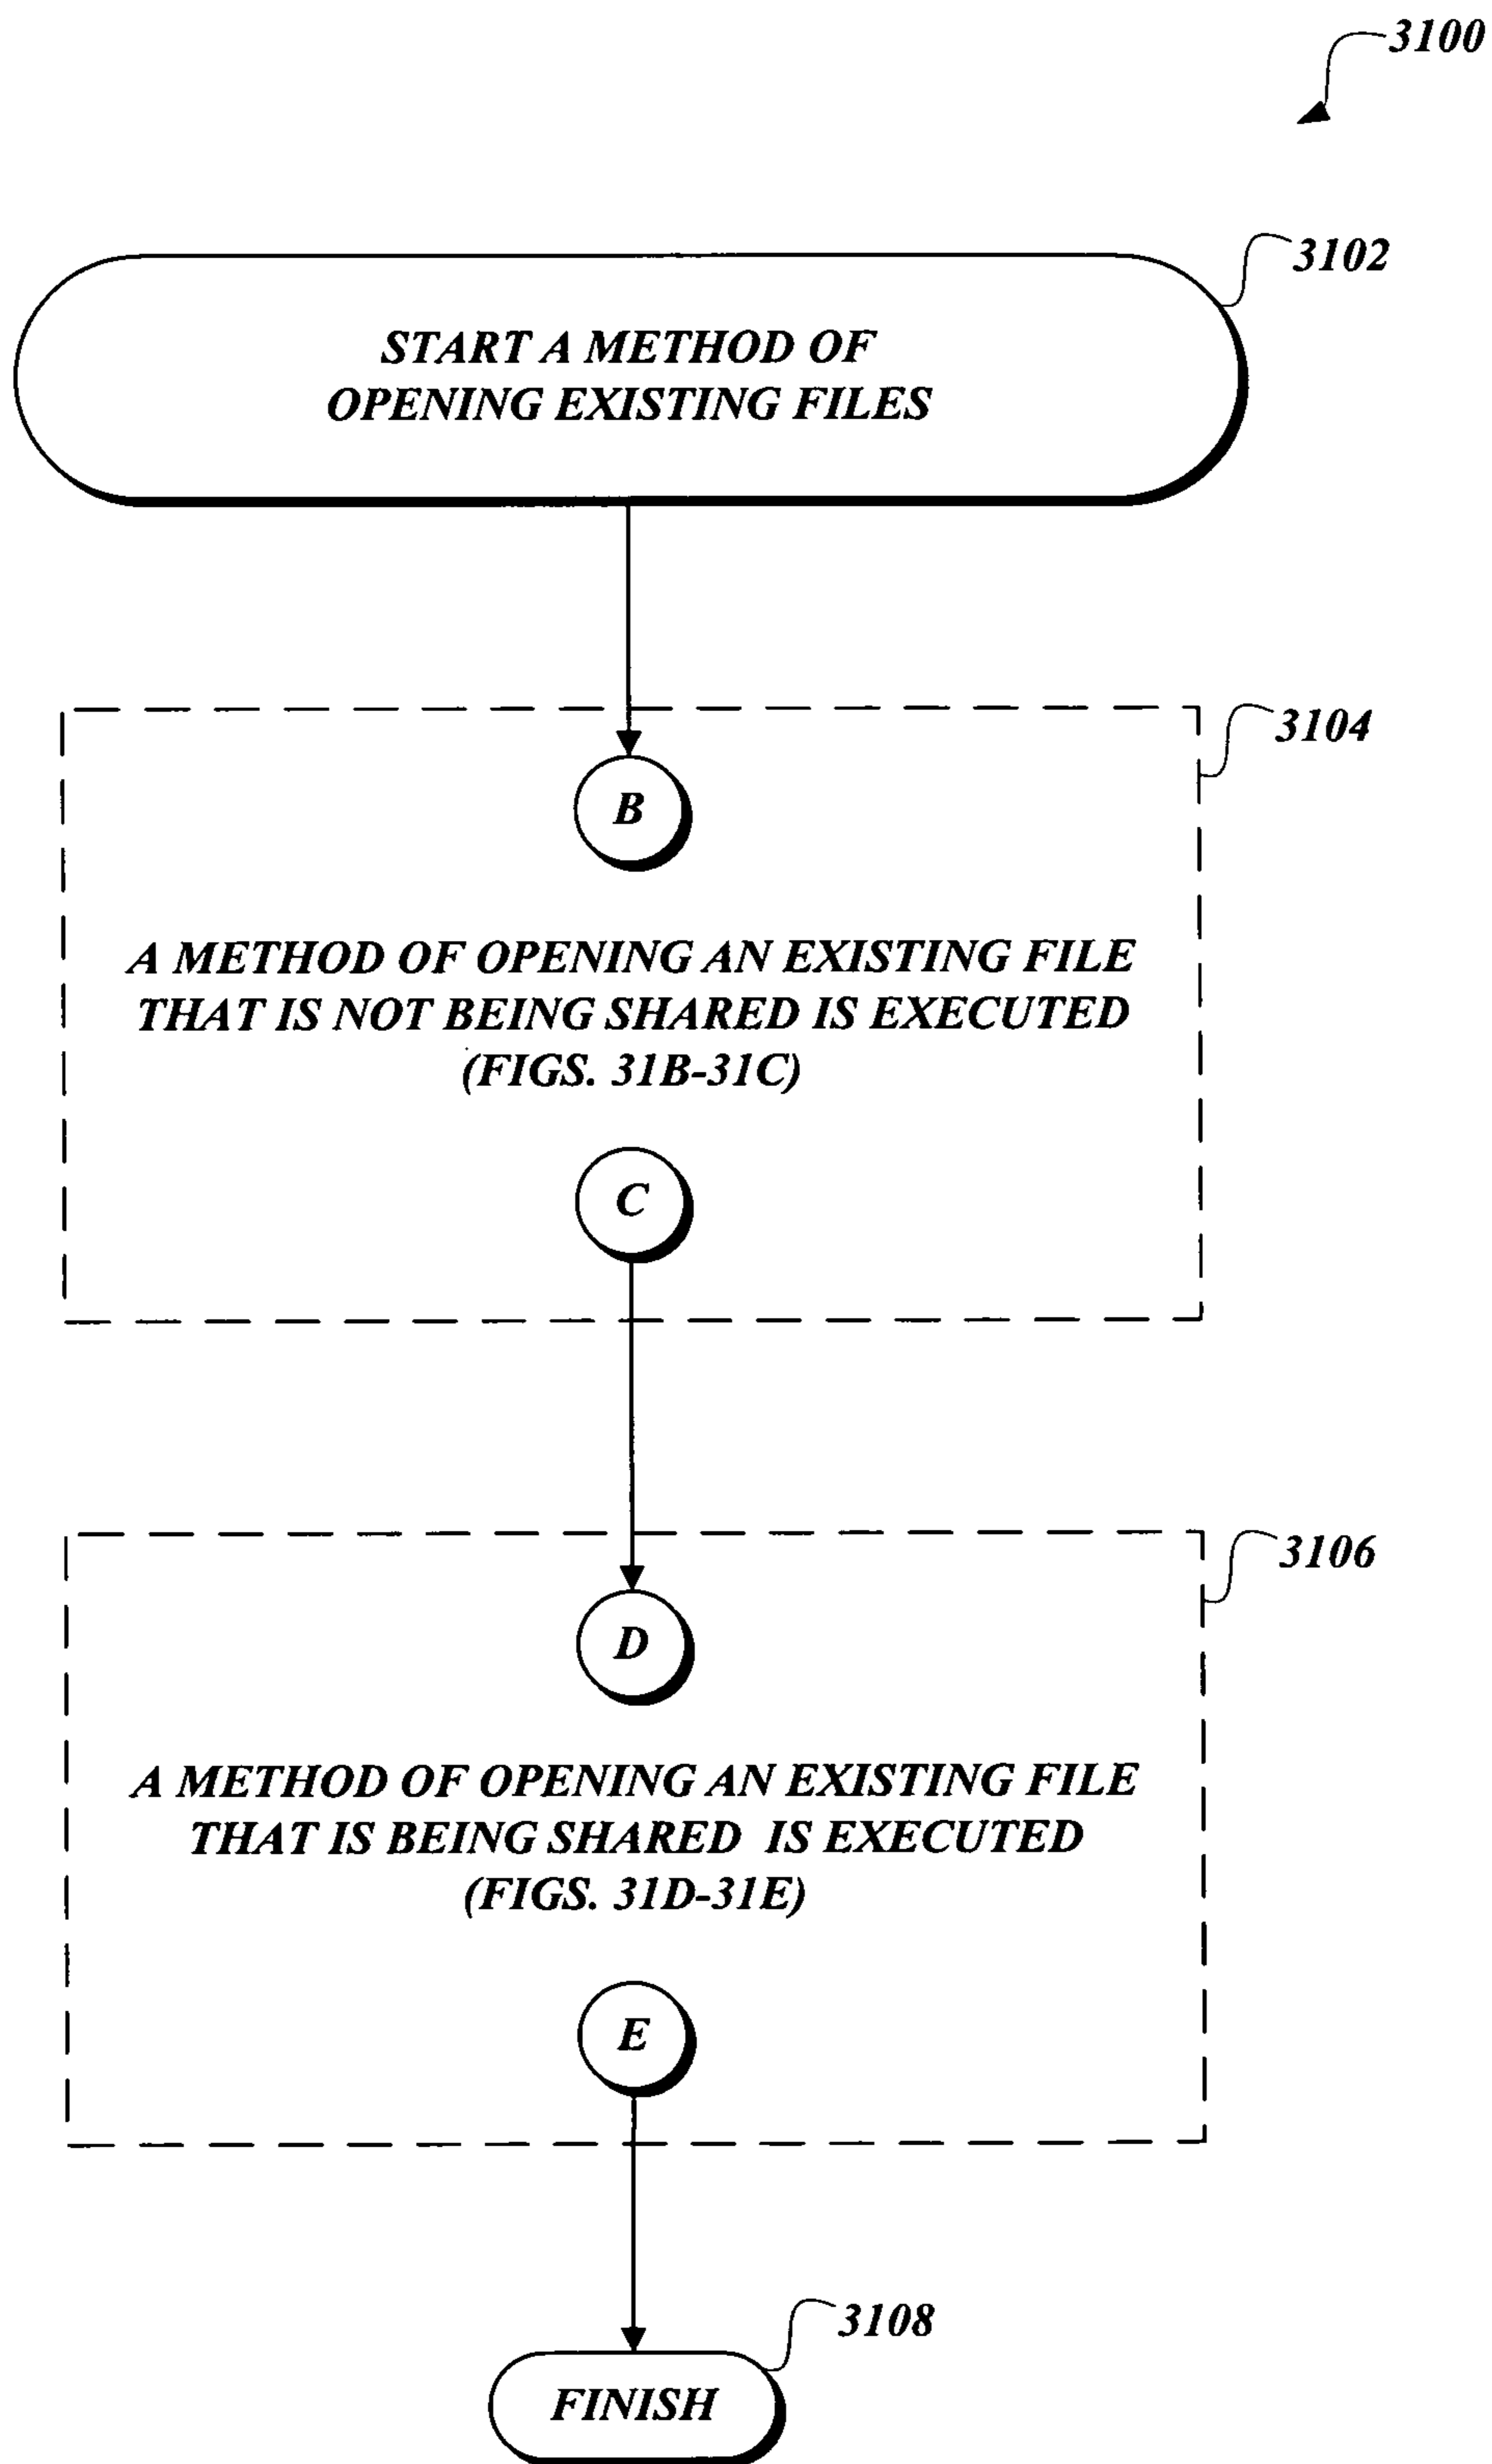 3100
3102
START A METHOD OF
OPENING EXISTING FILES
3104
B
A METHOD OF OPENING AN EXISTING FILE
THAT IS NOT BEING SHARED IS EXECUTED
(FIGS. 31B-31C)
C
3106
D
A METHOD OF OPENING AN EXISTING FILE
THAT IS BEING SHARED IS EXECUTED
(FIGS. 31D-31E)
E
3108
FINISH